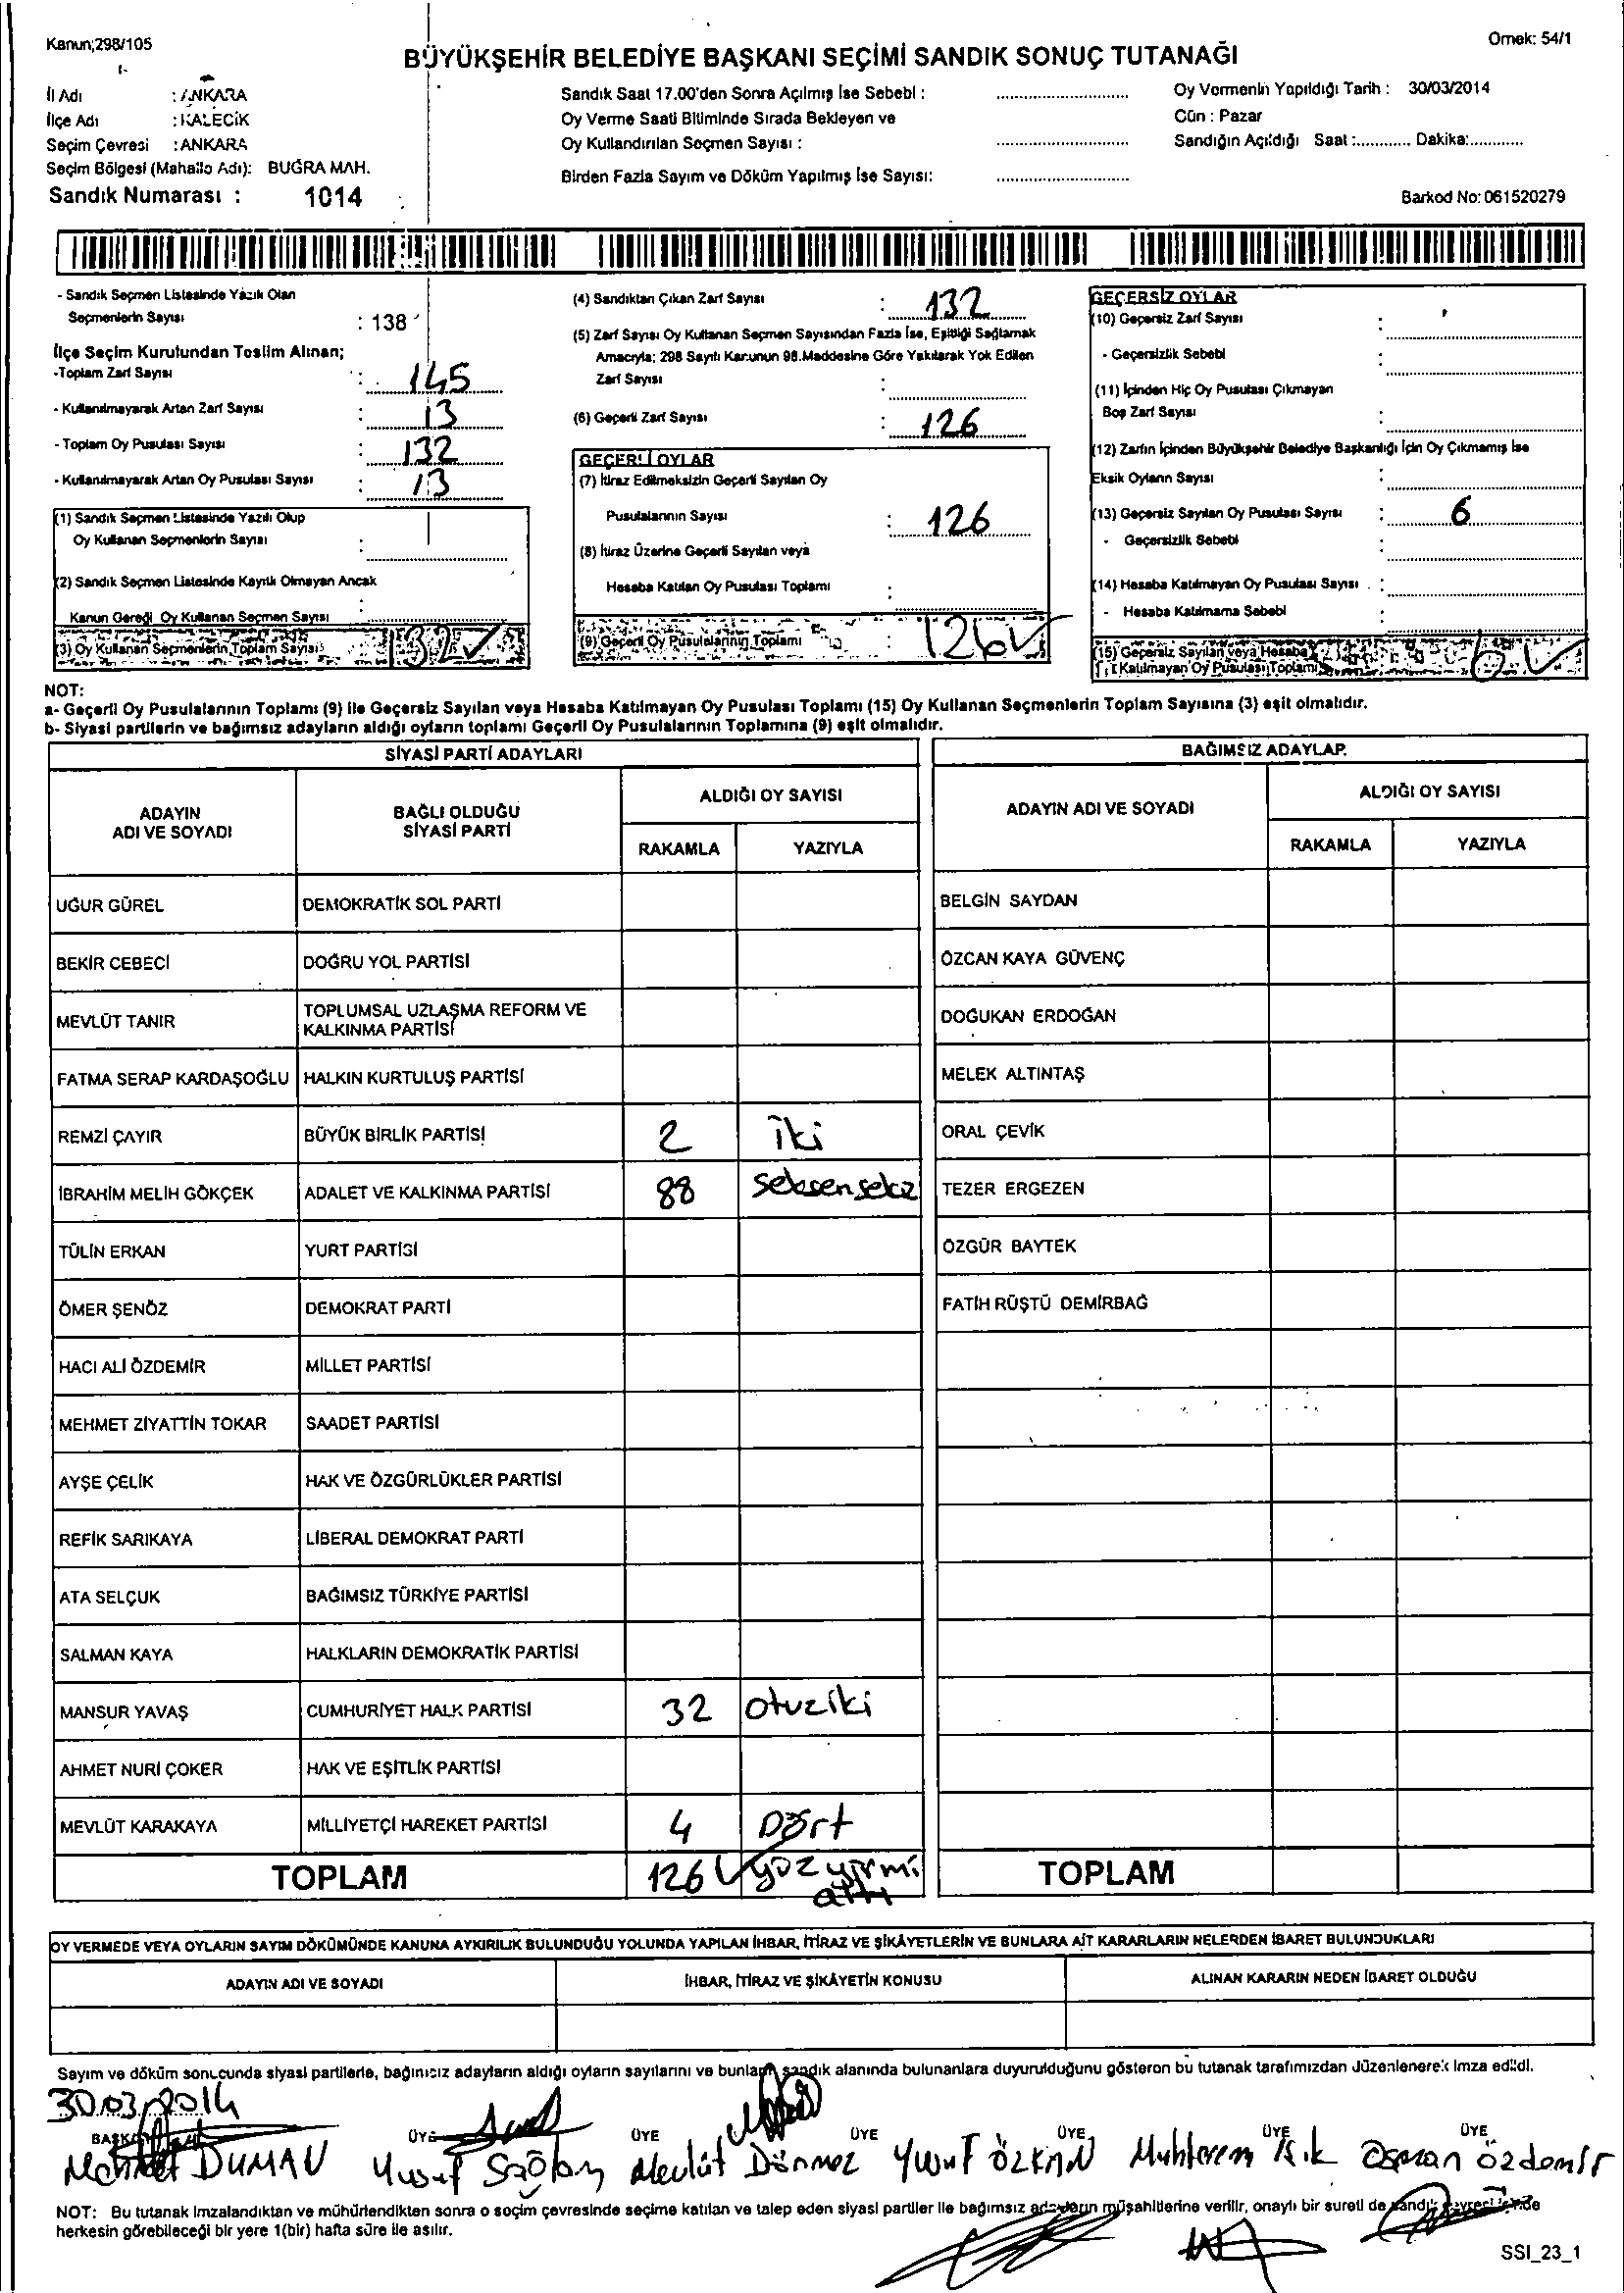 Kanun;298/105
Örnek: 54/1
BÜYÜKŞEHİR BELEDİYE BAŞKANI SEÇİMİ SANDIK SONUÇ TUTANAĞI
İl Adı : ANKARA
İlçe Adı : KALECİK
Seçim Çevresi : ANKARA
Seçim Bölgesi (Mahalle Adı): BUĞRA MAH.
Sandık Numarası : 1014
Sandık Saat 17.00'den Sonra Açılmış İse Sebebi :
Oy Verme Saati Bitiminde Sırada Bekleyen ve
Oy Kullandırılan Seçmen Sayısı :
Birden Fazla Sayım ve Döküm Yapılmış İse Sayısı:
Oy Vermenin Yapıldığı Tarih : 30/03/2014
Gün : Pazar
Sandığın Açıldığı Saat :............ Dakika:............
Barkod No: 061520279
- Sandık Seçmen Listesinde Yazılı Olan
Seçmenlerin Sayısı : 138
İlçe Seçim Kurulundan Teslim Alınan;
-Toplam Zarf Sayısı : 145
- Kullanılmayarak Artan Zarf Sayısı : 13
- Toplam Oy Pusulası Sayısı : 132
- Kullanılmayarak Artan Oy Pusulası Sayısı : 13
(1) Sandık Seçmen Listesinde Yazılı Olup
Oy Kullanan Seçmenlerin Sayısı :
(2) Sandık Seçmen Listesinde Kayıtlı Olmayan Ancak
Kanun Gereği Oy Kullanan Seçmen Sayısı :
(3) Oy Kullanan Seçmenlerin Toplam Sayısı : 132 ✓
(4) Sandıktan Çıkan Zarf Sayısı : 132
(5) Zarf Sayısı Oy Kullanan Seçmen Sayısından Fazla İse, Eşitliği Sağlamak
Amacıyla; 298 Sayılı Kanunun 98.Maddesine Göre Yakılarak Yok Edilen
Zarf Sayısı :
(6) Geçerli Zarf Sayısı : 126
GEÇERLİ OYLAR
(7) İtiraz Edilmeksizin Geçerli Sayılan Oy
Pusulalarının Sayısı : 126
(8) İtiraz Üzerine Geçerli Sayılan veya
Hesaba Katılan Oy Pusulası Toplamı :
(9) Geçerli Oy Pusulalarının Toplamı : 126 ✓
GEÇERSİZ OYLAR
(10) Geçersiz Zarf Sayısı :
- Geçersizlik Sebebi :
(11) İçinden Hiç Oy Pusulası Çıkmayan
Boş Zarf Sayısı :
(12) Zarfın İçinden Büyükşehir Belediye Başkanlığı İçin Oy Çıkmamış İse
Eksik Oyların Sayısı :
(13) Geçersiz Sayılan Oy Pusulası Sayısı : 6
- Geçersizlik Sebebi :
(14) Hesaba Katılmayan Oy Pusulası Sayısı :
- Hesaba Katılmama Sebebi :
(15) Geçersiz Sayılan veya Hesaba
Katılmayan Oy Pusulası Toplamı : 6 ✓
NOT:
a- Geçerli Oy Pusulalarının Toplamı (9) ile Geçersiz Sayılan veya Hesaba Katılmayan Oy Pusulası Toplamı (15) Oy Kullanan Seçmenlerin Toplam Sayısına (3) eşit olmalıdır.
b- Siyasi partilerin ve bağımsız adayların aldığı oyların toplamı Geçerli Oy Pusulalarının Toplamına (9) eşit olmalıdır.
SİYASİ PARTİ ADAYLARI
ADAYIN ADI VE SOYADI
BAĞLI OLDUĞU SİYASİ PARTİ
ALDIĞI OY SAYISI
RAKAMLA YAZIYLA
UĞUR GÜREL DEMOKRATİK SOL PARTİ
BEKİR CEBECİ DOĞRU YOL PARTİSİ
MEVLÜT TANIR TOPLUMSAL UZLAŞMA REFORM VE
KALKINMA PARTİSİ
FATMA SERAP KARDAŞOĞLU HALKIN KURTULUŞ PARTİSİ
REMZİ ÇAYIR BÜYÜK BİRLİK PARTİSİ 2 iki
İBRAHİM MELİH GÖKÇEK ADALET VE KALKINMA PARTİSİ 88 seksensekz
TÜLİN ERKAN YURT PARTİSİ
ÖMER ŞENÖZ DEMOKRAT PARTİ
HACI ALİ ÖZDEMİR MİLLET PARTİSİ
MEHMET ZİYATTİN TOKAR SAADET PARTİSİ
AYŞE ÇELİK HAK VE ÖZGÜRLÜKLER PARTİSİ
REFİK SARIKAYA LİBERAL DEMOKRAT PARTİ
ATA SELÇUK BAĞIMSIZ TÜRKİYE PARTİSİ
SALMAN KAYA HALKLARIN DEMOKRATİK PARTİSİ
MANSUR YAVAŞ CUMHURİYET HALK PARTİSİ 32 otuziki
AHMET NURİ ÇOKER HAK VE EŞİTLİK PARTİSİ
MEVLÜT KARAKAYA MİLLİYETÇİ HAREKET PARTİSİ 4 Dört
TOPLAM 126 ✓ yüz yirmi
altı
BAĞIMSIZ ADAYLAR
ADAYIN ADI VE SOYADI
ALDIĞI OY SAYISI
RAKAMLA YAZIYLA
BELGİN SAYDAN
ÖZCAN KAYA GÜVENÇ
DOĞUKAN ERDOĞAN
MELEK ALTINTAŞ
ORAL ÇEVİK
TEZER ERGEZEN
ÖZGÜR BAYTEK
FATİH RÜŞTÜ DEMİRBAĞ
TOPLAM
OY VERMEDE VEYA OYLARIN SAYIM DÖKÜMÜNDE KANUNA AYKIRILIK BULUNDUĞU YOLUNDA YAPILAN İHBAR, İTİRAZ VE ŞİKÂYETLERİN VE BUNLARA AİT KARARLARIN NELERDEN İBARET BULUNDUKLARI
ADAYIN ADI VE SOYADI
İHBAR, İTİRAZ VE ŞİKÂYETİN KONUSU
ALINAN KARARIN NEDEN İBARET OLDUĞU
Sayım ve döküm sonucunda siyasi partilerle, bağımsız adayların aldığı oyların sayılarını ve bunların sandık alanında bulunanlara duyurulduğunu gösteren bu tutanak tarafımızdan düzenlenerek imza edildi.
30.03.2014
BAŞKAN ÜYE ÜYE ÜYE ÜYE ÜYE ÜYE
Mehmet DUMAN Yusuf Sağlam Mevlüt Dönmez Yusuf ÖZKAN Muhterem Işık Osman özdemir
NOT: Bu tutanak imzalandıktan ve mühürlendikten sonra o seçim çevresinde seçime katılan ve talep eden siyasi partiler ile bağımsız adayların müşahitlerine verilir, onaylı bir sureti de sandık çevresinde
herkesin görebileceği bir yere 1(bir) hafta süre ile asılır.
SSI_23_1